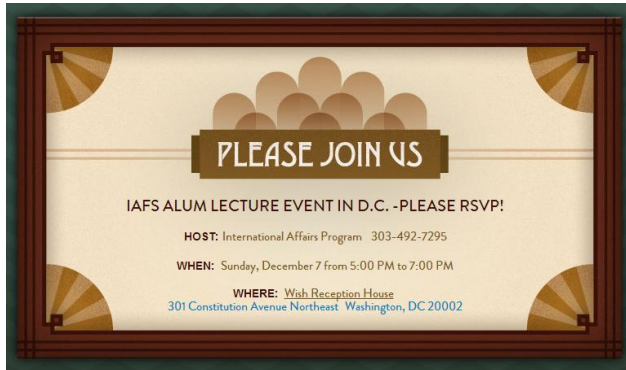 PLEASE JOIN US
IAFS ALUM LECTURE EVENT IN D.C. -PLEASE RSVP!
HOST: International Affairs Program 303-492-7295
WHEN: Sunday, December 7 from 5:00 PM to 7:00 PM
WHERE: Wish Reception House
301 Constitution Avenue Northeast Washington, DC 20002